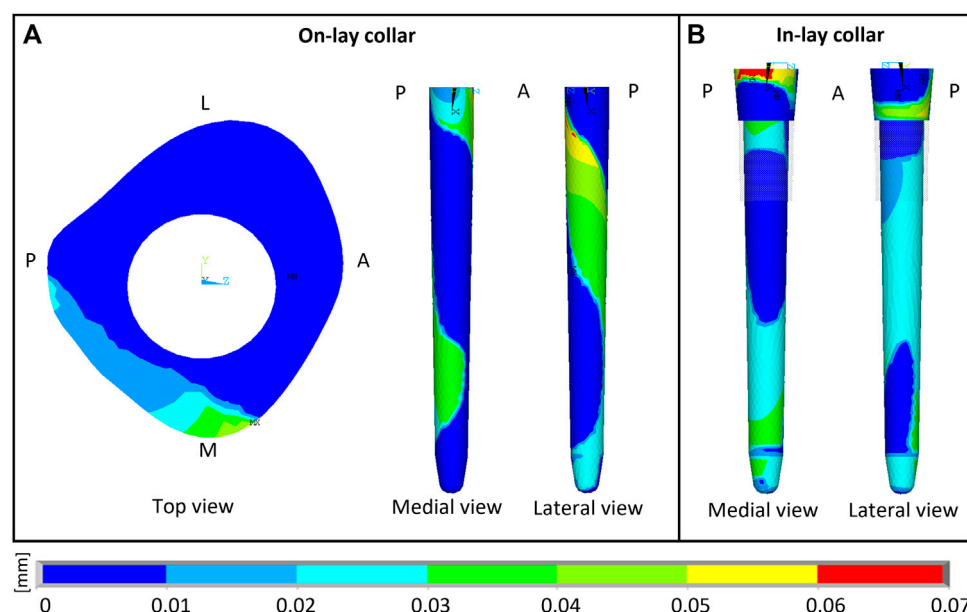 A
On-lay collar
B
In-lay collar
L
P
A
P
P
A
P
A
M
MX
Top view
Medial view
Lateral view
Medial view
Lateral view
[mm]
0
0.01
0.02
0.03
0.04
0.05
0.06
0.07